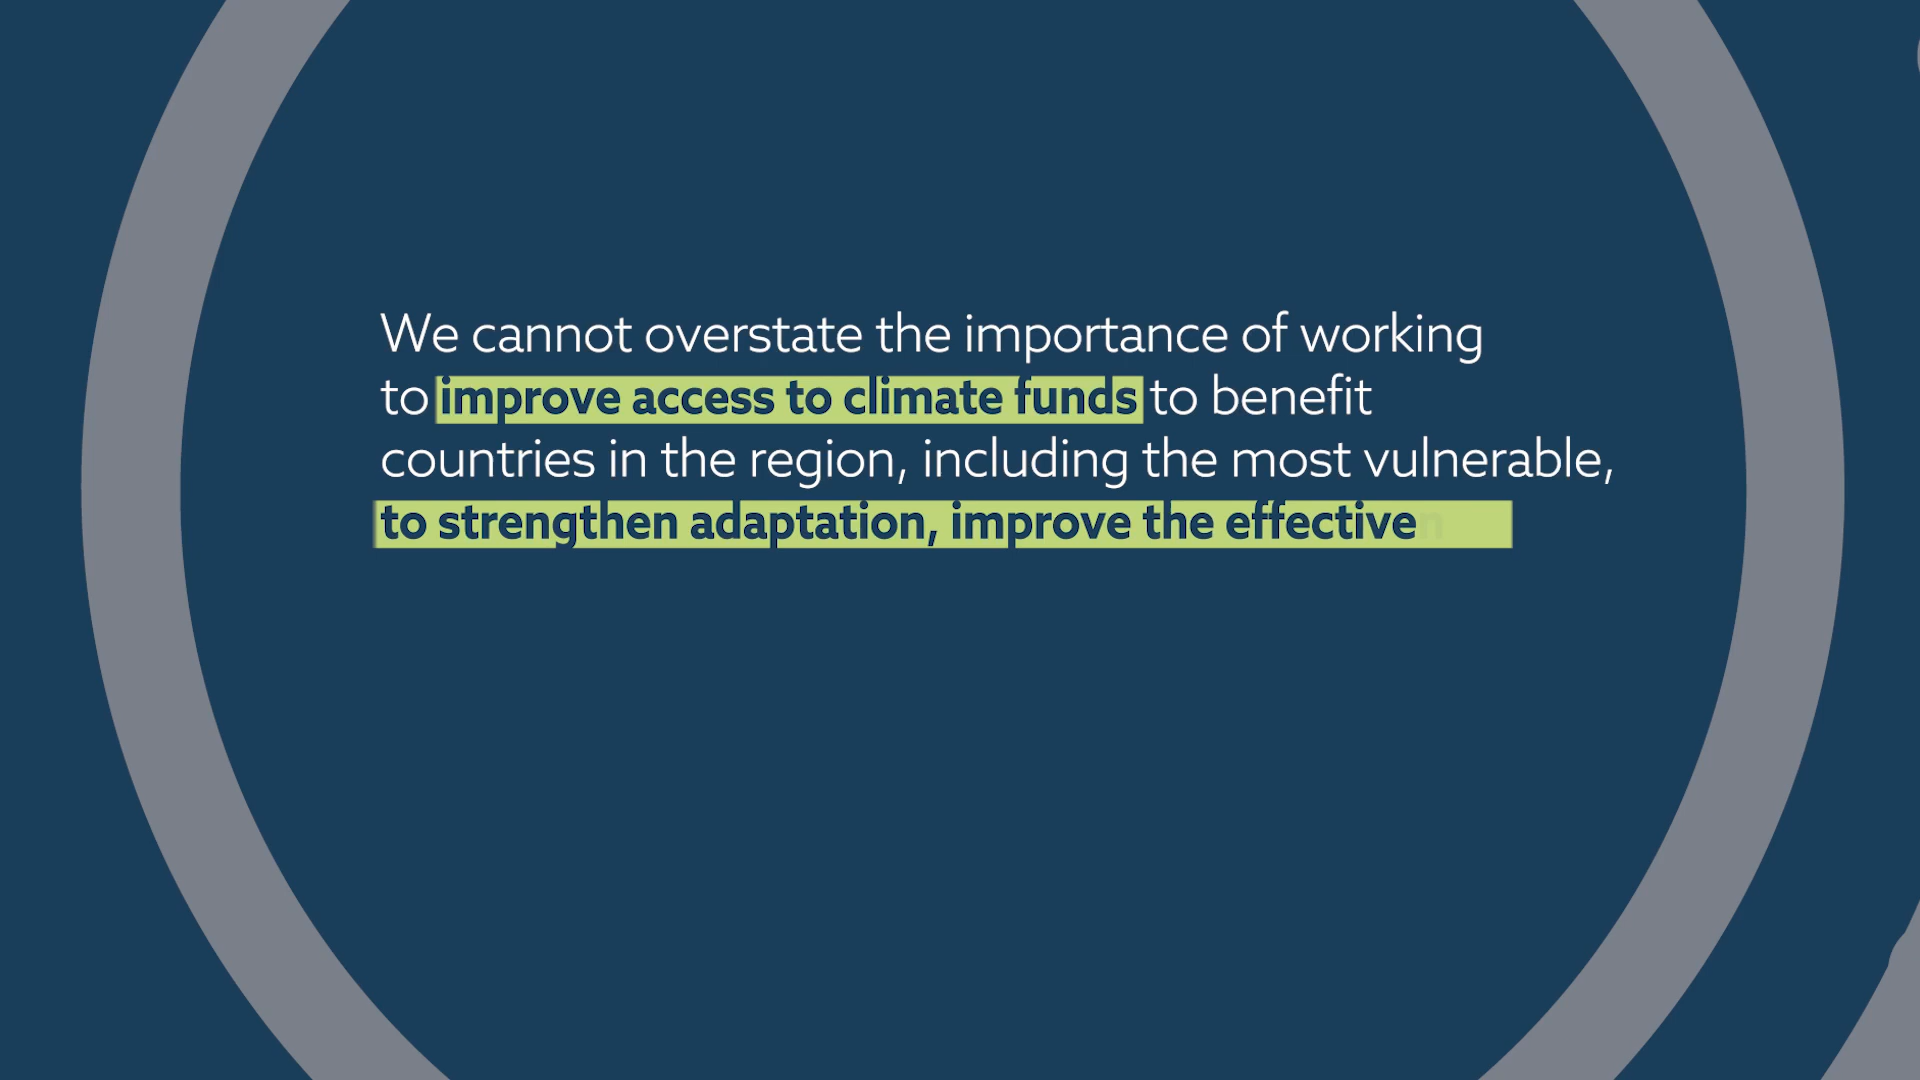 We cannot overstate the importance of working
to improve access to climate funds to benefit
countries in the region, including the most vulnerable,
to strengthen adaptation, improve the effectiven